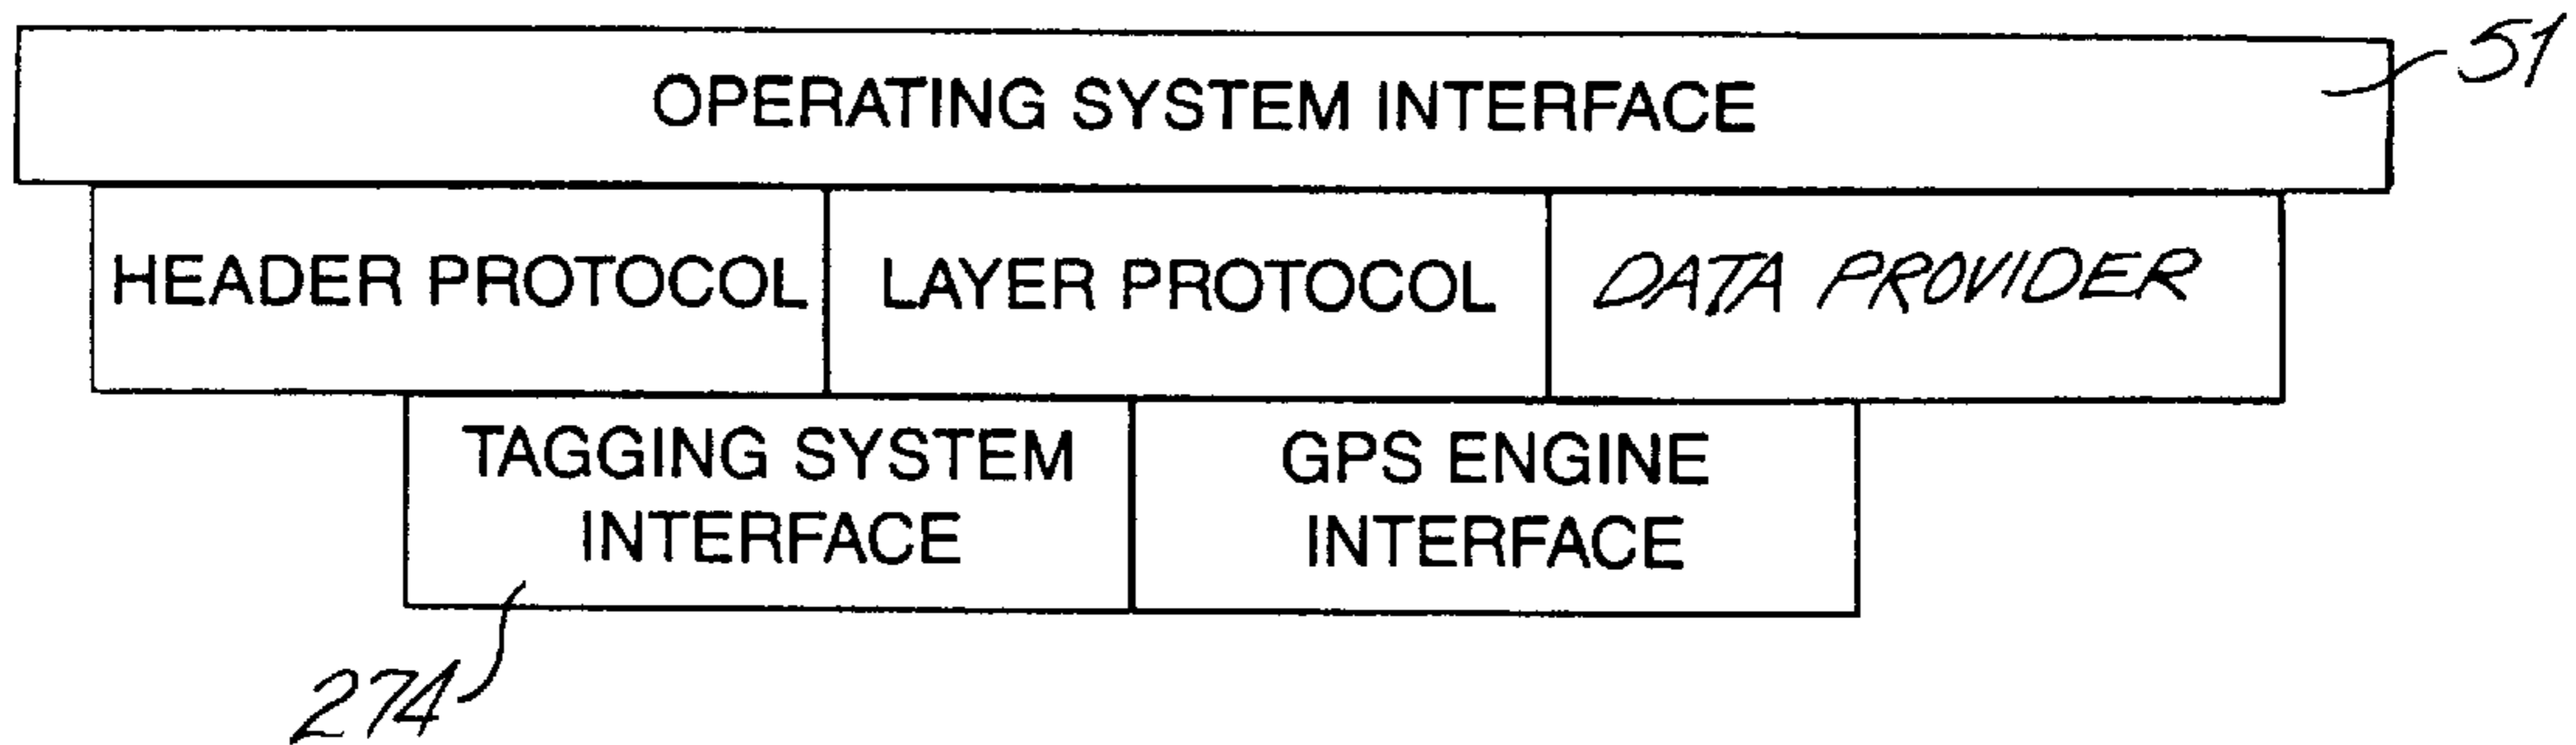 51
OPERATING SYSTEM INTERFACE
HEADER PROTOCOL
LAYER PROTOCOL
DATA PROVIDER
TAGGING SYSTEM
INTERFACE
GPS ENGINE
INTERFACE
274